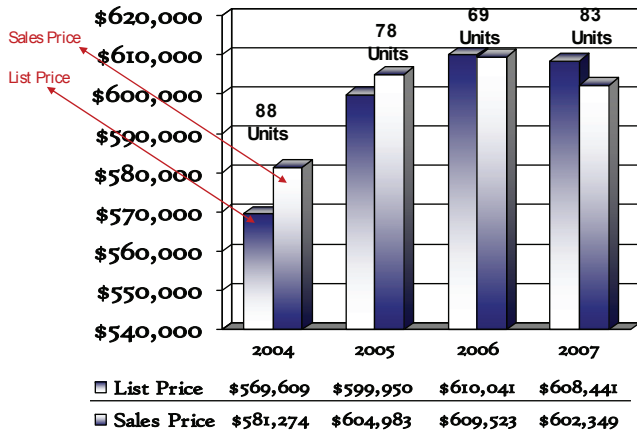 $620,000
$610,000
$600,000
$590,000
$580,000
$570,000
$560,000
$550,000
$540,000
Sales Price
List Price
88
Units
78
Units
69
Units
83
Units
2004 2005 2006 2007
List Price $569,609 $599,950 $610,041 $608,441
Sales Price $581,274 $604,983 $609,523 $602,349